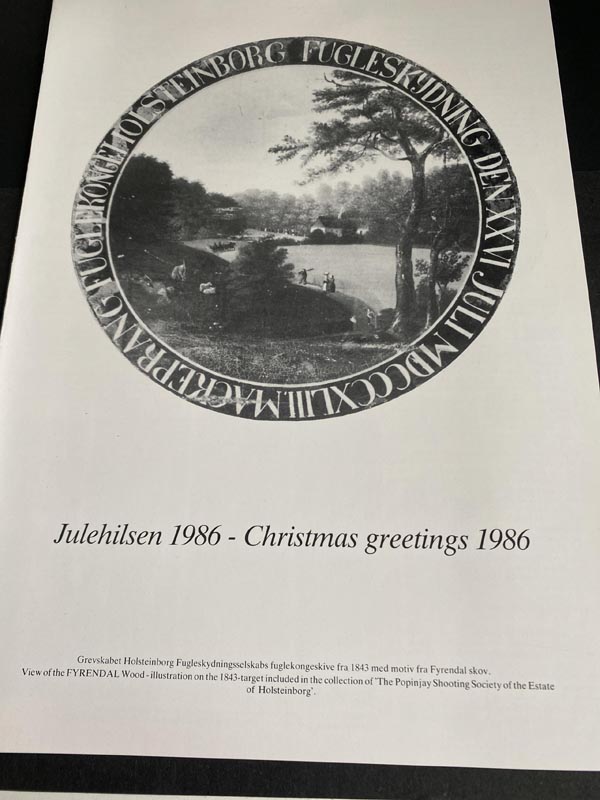 HOLSTEINBORG FUGLESKYDNING DEN XXVI JULI MDCCCXLIII. MACKEPRANG FUGLEKONGE
Julehilsen 1986 - Christmas greetings 1986
Grevskabet Holsteinborg Fugleskydningsselskabs fuglekongeskive fra 1843 med motiv fra Fyrendal skov.
View of the FYRENDAL Wood - illustration on the 1843-target included in the collection of 'The Popinjay Shooting Society of the Estate
of Holsteinborg'.